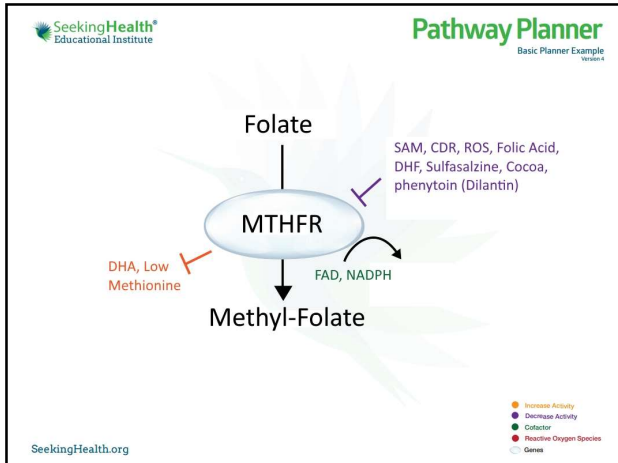 SeekingHealth®
Educational Institute
Pathway Planner
Basic Planner Example
Version 4
Folate
SAM, CDR, ROS, Folic Acid,
DHF, Sulfasalzine, Cocoa,
phenytoin (Dilantin)
MTHFR
DHA, Low
Methionine
FAD, NADPH
Methyl-Folate
Increase Activity
Decrease Activity
Cofactor
Reactive Oxygen Species
Genes
SeekingHealth.org